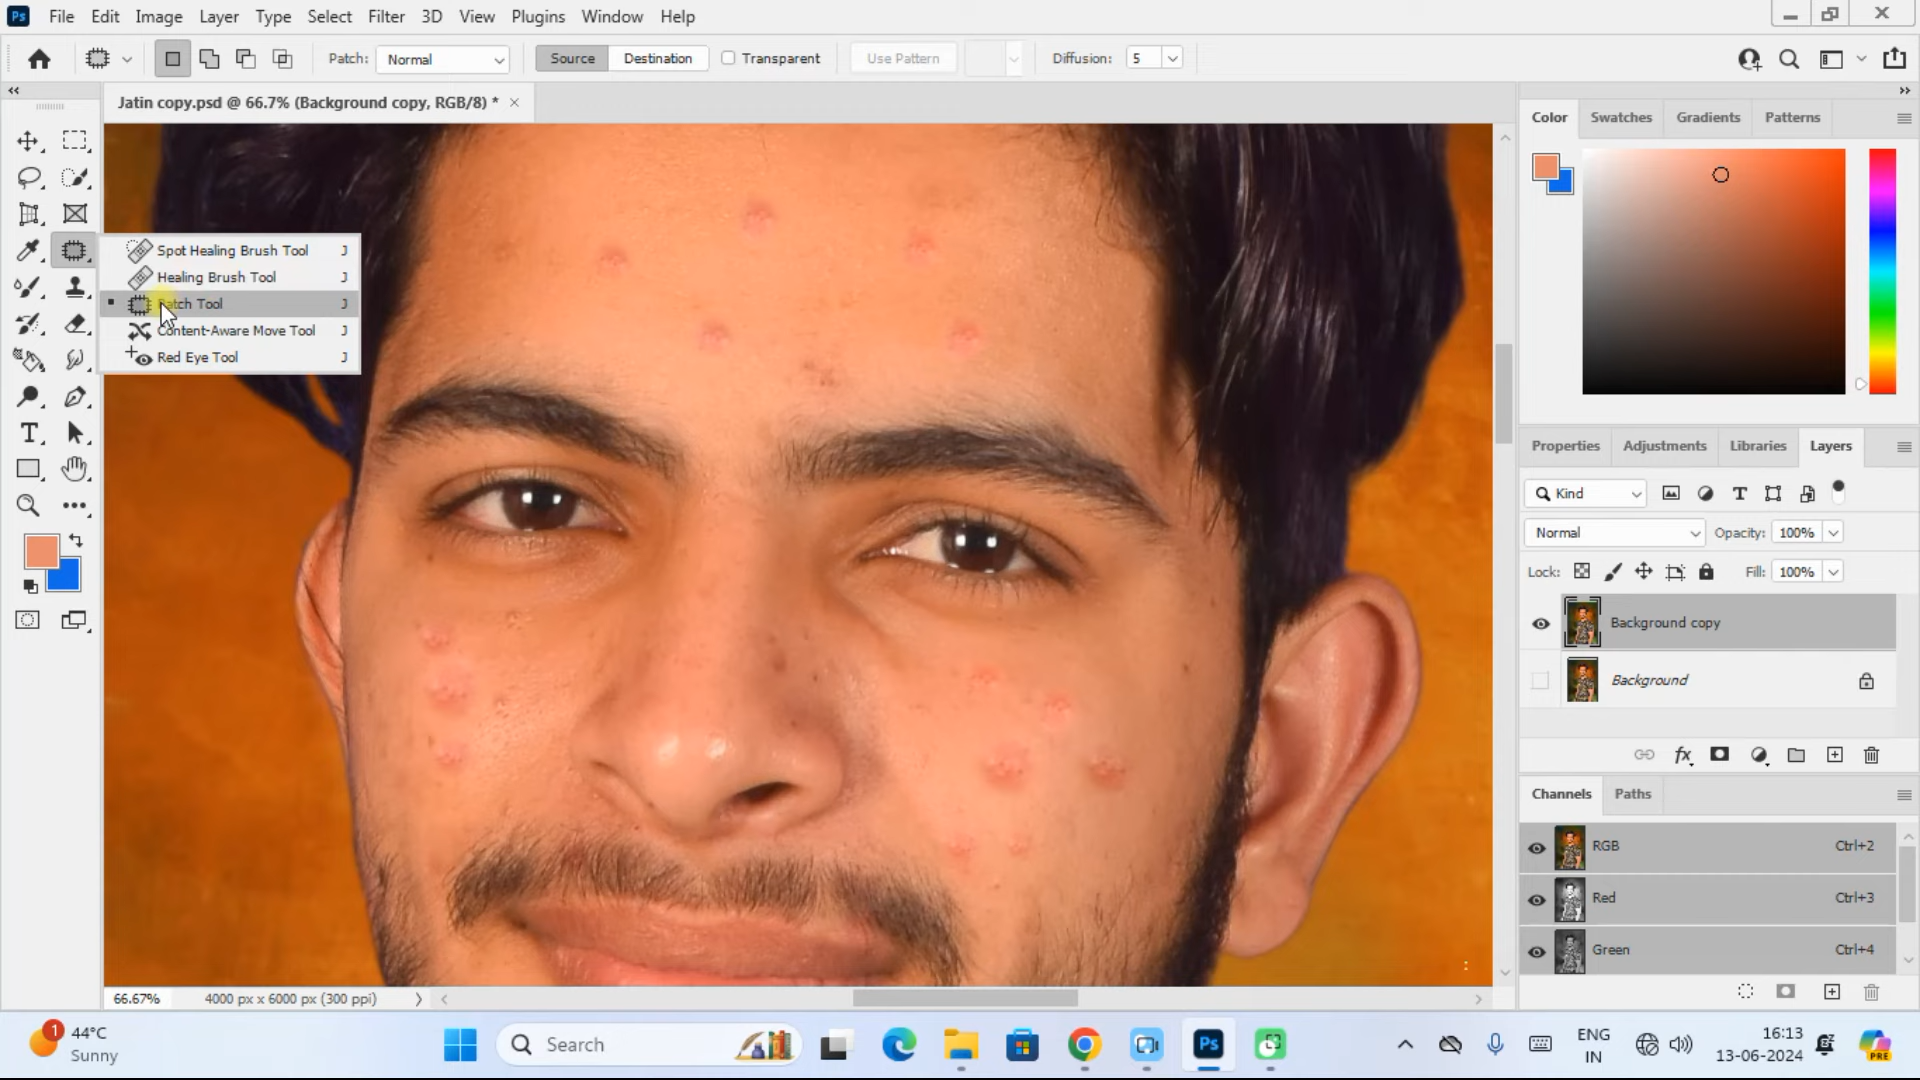 Ps File Edit Image Layer Type Select Filter 3D View Plugins Window Help
Patch: Normal Source Destination Transparent Use Pattern Diffusion: 5
Jatin copy.psd @ 66.7% (Background copy, RGB/8) *
Color Swatches Gradients Patterns
Spot Healing Brush Tool J
Healing Brush Tool J
Patch Tool J
Content-Aware Move Tool J
Red Eye Tool J
Properties Adjustments Libraries Layers
Kind
Normal Opacity: 100%
Lock: Fill: 100%
Background copy
Background
Channels Paths
RGB Ctrl+2
Red Ctrl+3
Green Ctrl+4
66.67% 4000 px x 6000 px (300 ppi)
1 44°C
Sunny
Search
Ps
ENG
IN
16:13
13-06-2024
PRE